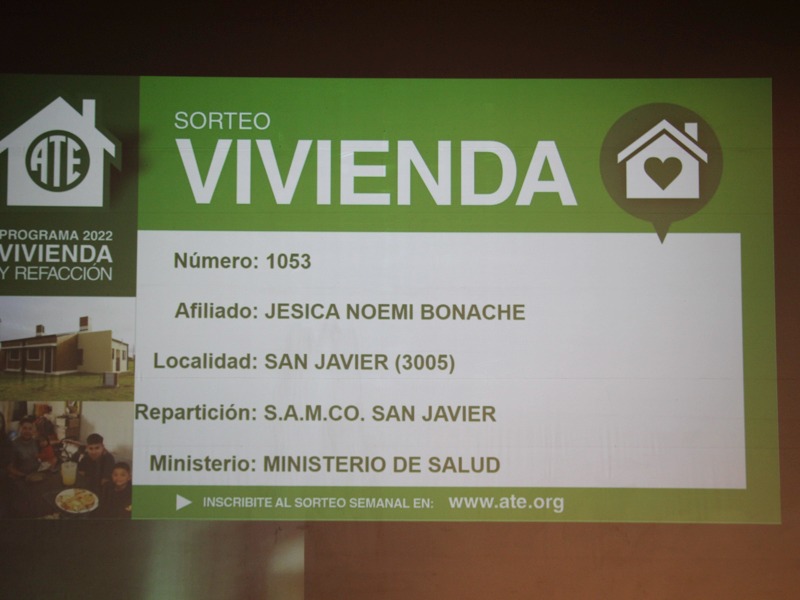 ATE
PROGRAMA 2022
VIVIENDA
Y REFACCIÓN
SORTEO
VIVIENDA
Número: 1053
Afiliado: JESICA NOEMI BONACHE
Localidad: SAN JAVIER (3005)
Repartición: S.A.M.CO. SAN JAVIER
Ministerio: MINISTERIO DE SALUD
INSCRIBITE AL SORTEO SEMANAL EN: www.ate.org